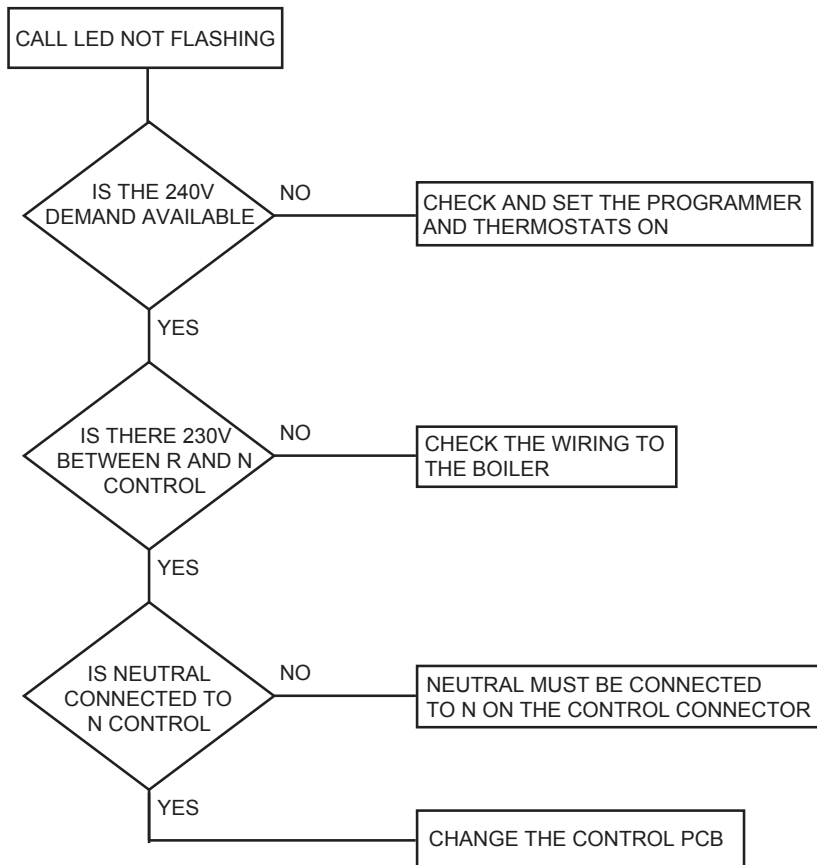 CALL LED NOT FLASHING
IS THE 240V
DEMAND AVAILABLE
NO
CHECK AND SET THE PROGRAMMER
AND THERMOSTATS ON
YES
IS THERE 230V
BETWEEN R AND N
CONTROL
NO
CHECK THE WIRING TO
THE BOILER
YES
IS NEUTRAL
CONNECTED TO
N CONTROL
NO
NEUTRAL MUST BE CONNECTED
TO N ON THE CONTROL CONNECTOR
YES
CHANGE THE CONTROL PCB